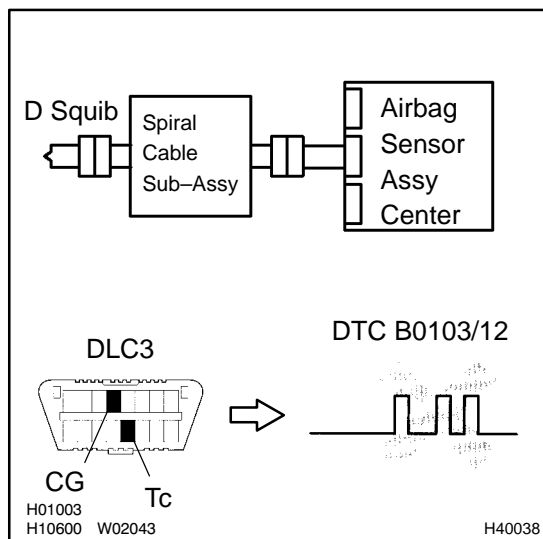 D Squib
Spiral
Cable
Sub–Assy
Airbag
Sensor
Assy
Center
DTC B0103/12
DLC3
CG
Tc
H01003
H10600 W02043
H40038